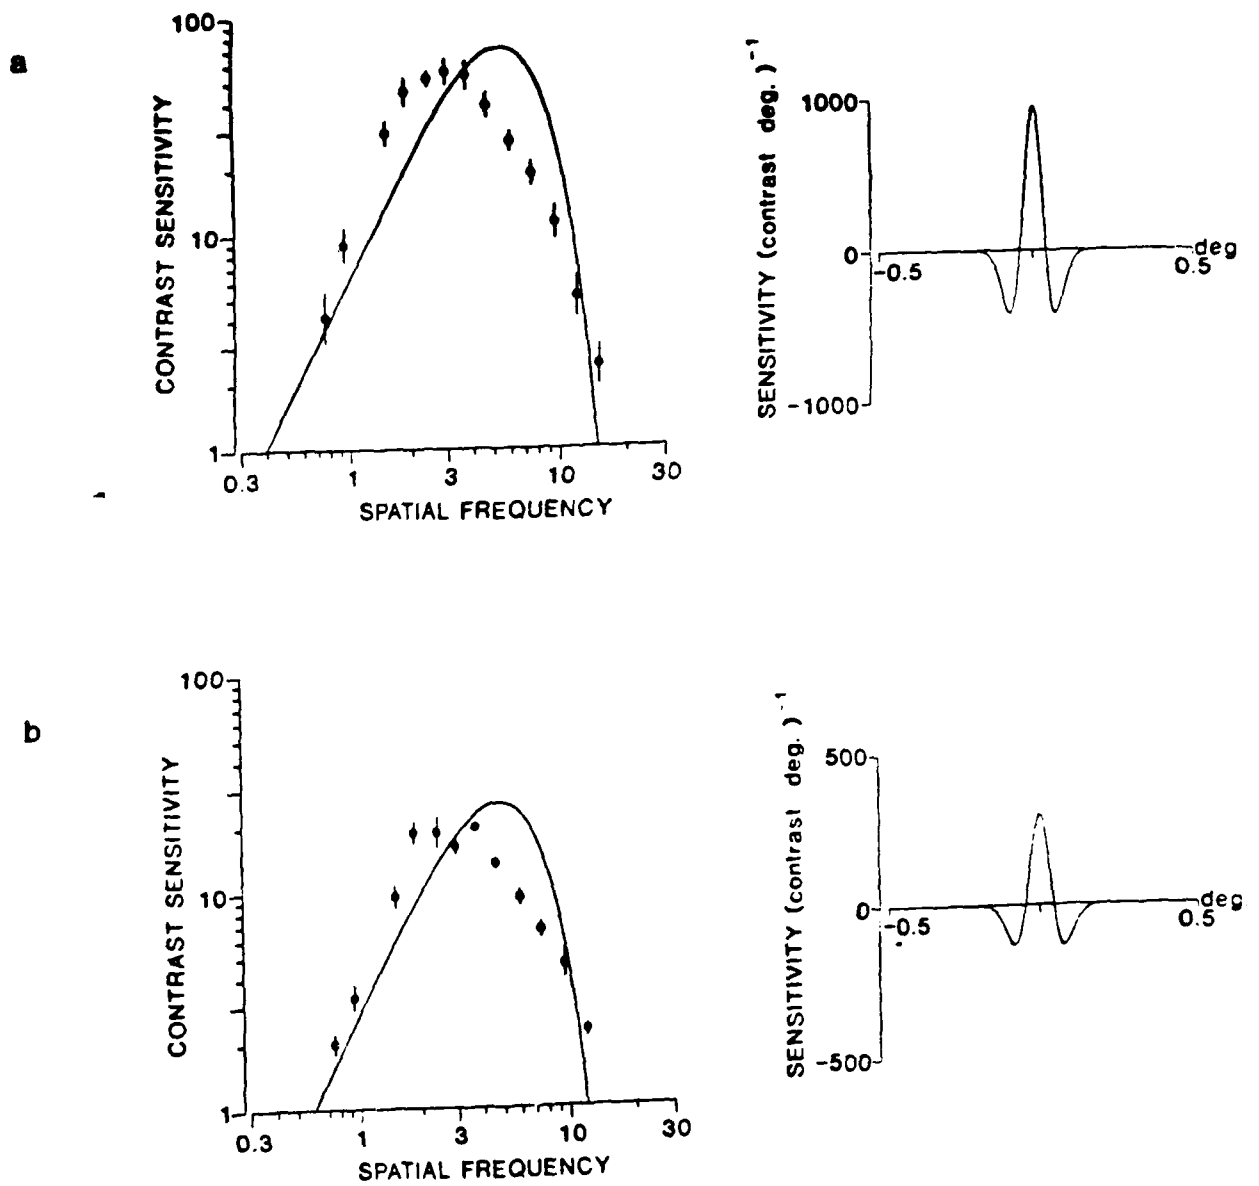 a
100
10
1
CONTRAST SENSITIVITY
0.3 1 3 10 30
SPATIAL FREQUENCY
SENSITIVITY (contrast deg.)⁻¹
1000
0
-1000
-0.5
0.5
deg
b
100
10
1
CONTRAST SENSITIVITY
0.3 1 3 10 30
SPATIAL FREQUENCY
SENSITIVITY (contrast deg.)⁻¹
500
0
-500
-0.5
0.5
deg